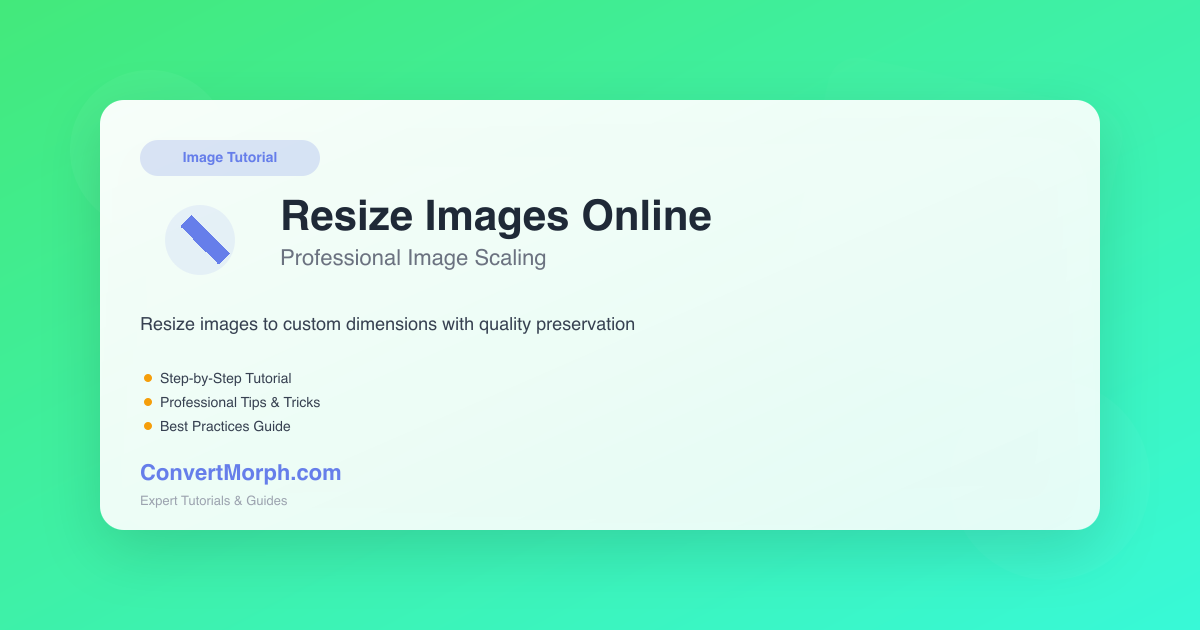 Image Tutorial
Resize Images Online
Professional Image Scaling
Resize images to custom dimensions with quality preservation
Step-by-Step Tutorial
Professional Tips & Tricks
Best Practices Guide
ConvertMorph.com
Expert Tutorials & Guides